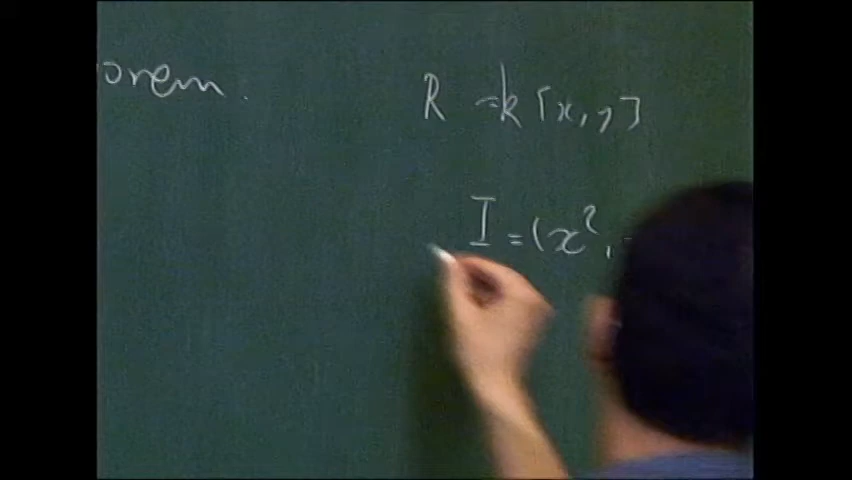 orem.
R = k [x, y]
I = (x²,